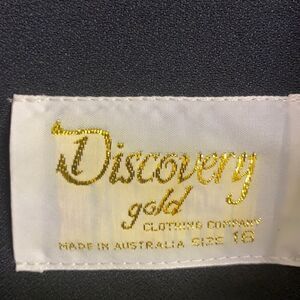 Discovery
gold
CLOTHING COMPANY
MADE IN AUSTRALIA SIZE 16